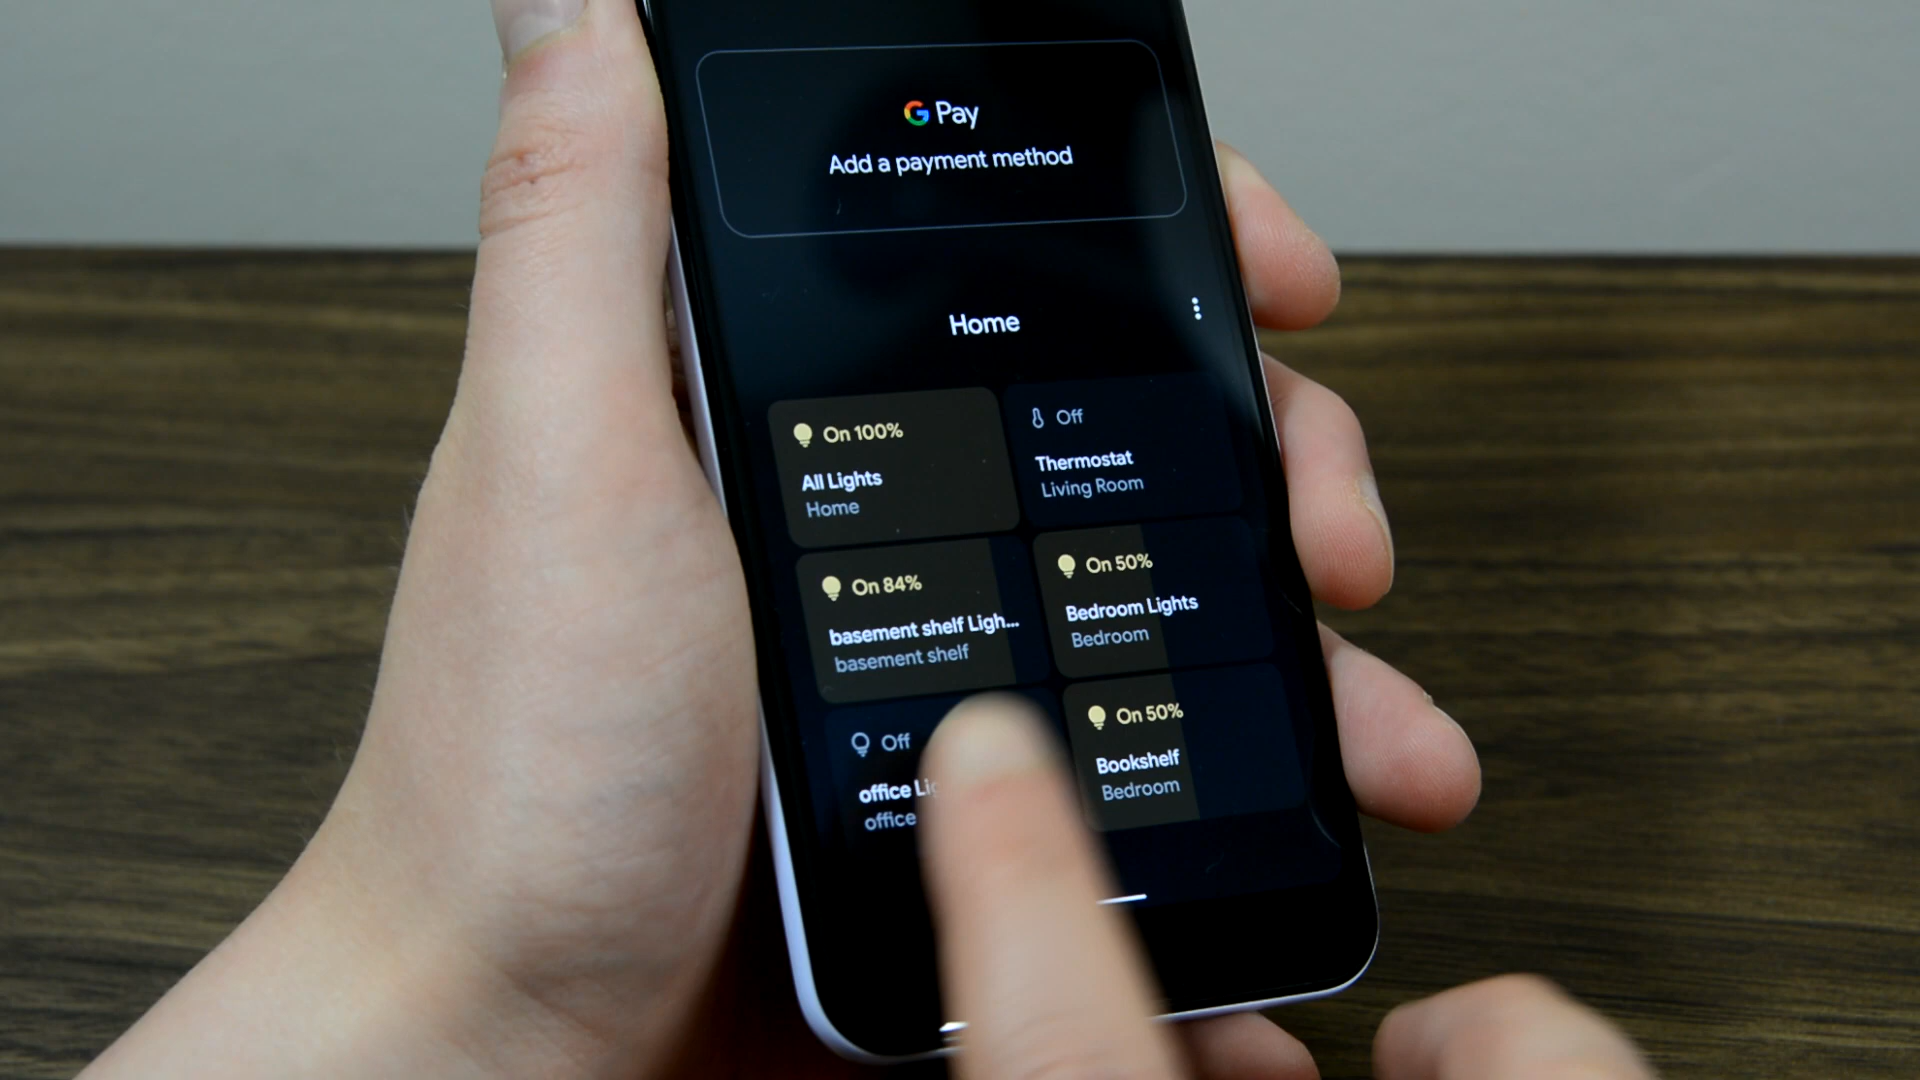 G Pay
Add a payment method
Home
On 100%
All Lights
Home
Off
Thermostat
Living Room
On 84%
basement shelf Ligh...
basement shelf
On 50%
Bedroom Lights
Bedroom
Off
office
office
On 50%
Bookshelf
Bedroom